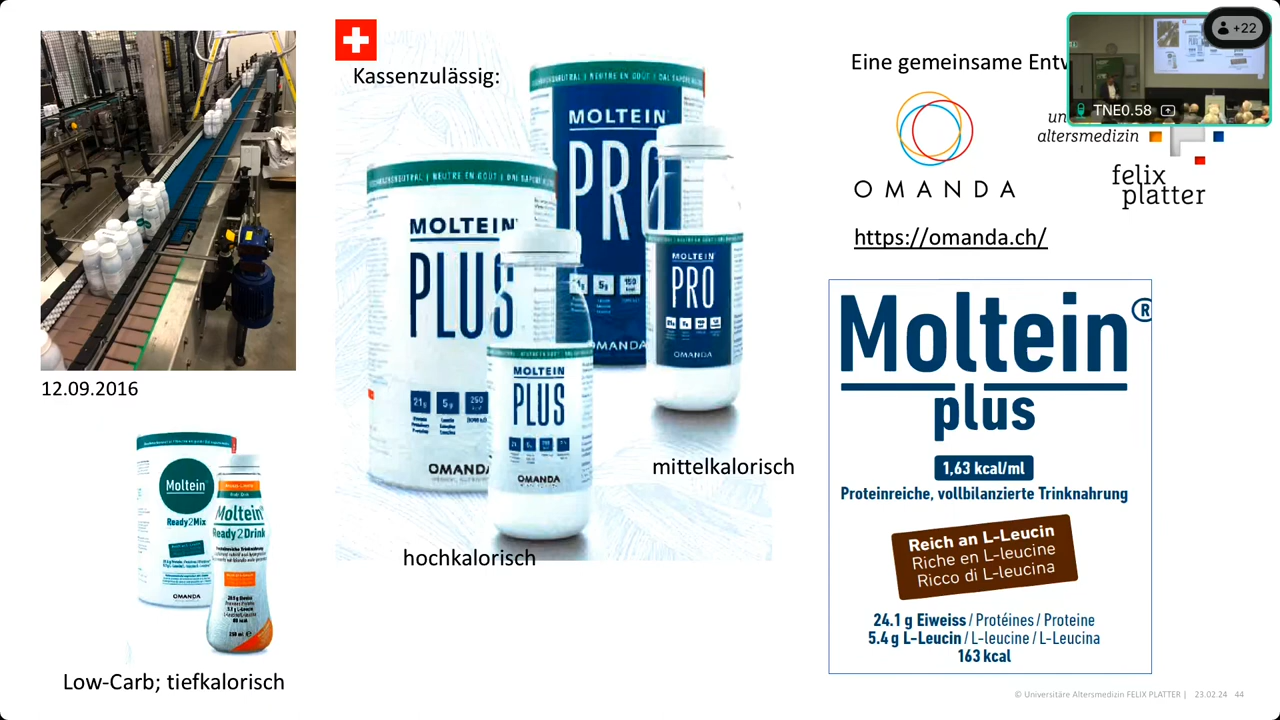 Kassenzulässig:
Eine gemeinsame Entw
+22
TNE0.58
altersmedizin
felix
platter
OMANDA
https://omanda.ch/
12.09.2016
MOLTEIN
PRO
MOLTEIN
PLUS
21g
5g
250
OMANDA
MOLTEIN
PRO
OMANDA
MOLTEIN
PLUS
OMANDA
mittelkalorisch
hochkalorisch
Moltein
Ready2Mix
OMANDA
Moltein
Ready2Drink
Low-Carb; tiefkalorisch
Moltein®
plus
1,63 kcal/ml
Proteinreiche, vollbilanzierte Trinknahrung
Reich an L-Leucin
Riche en L-leucine
Ricco di L-leucina
24.1 g Eiweiss / Protéines / Proteine
5.4 g L-Leucin / L-leucine / L-Leucina
163 kcal
© Universitäre Altersmedizin FELIX PLATTER | 23.02.24 44